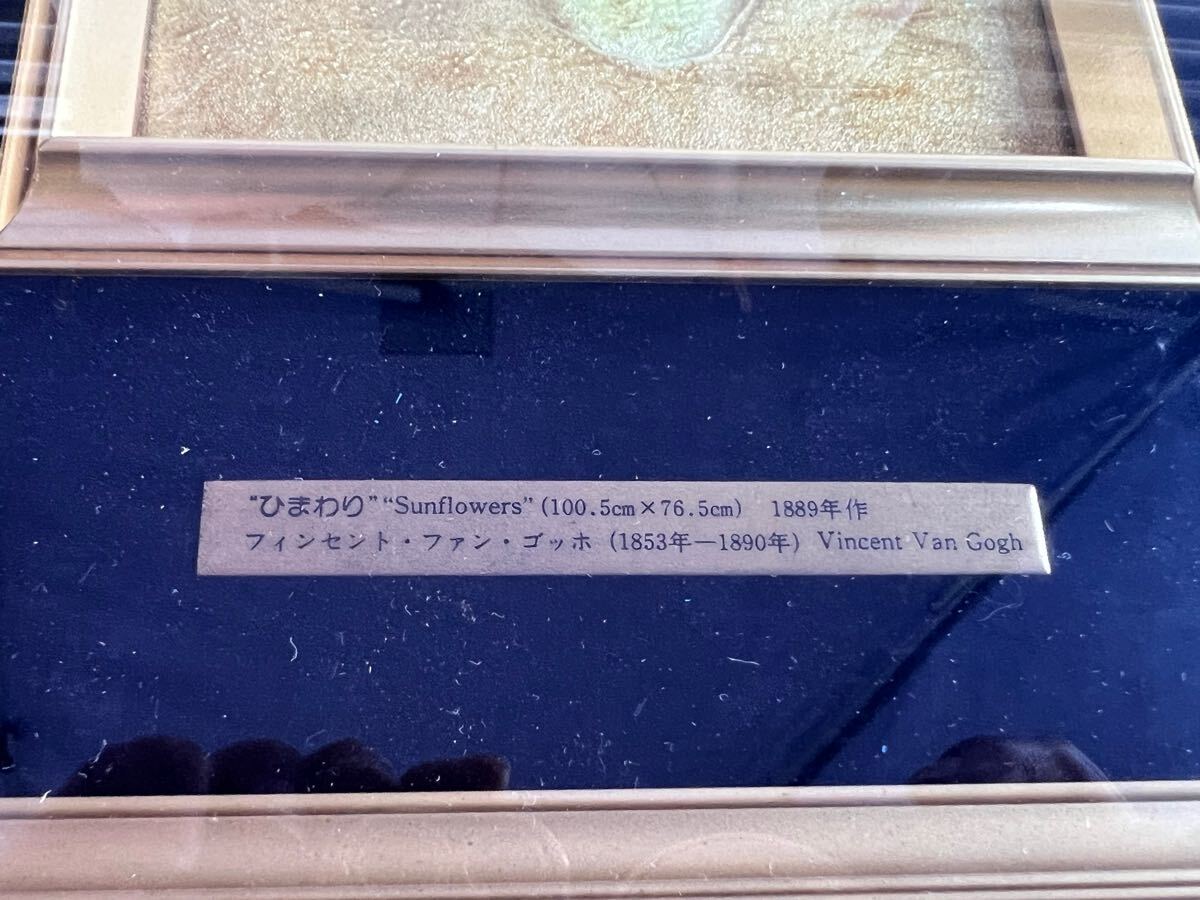 “ひまわり”“Sunflowers”(100.5cm×76.5cm) 1889年作
フィンセント・ファン・ゴッホ (1853年—1890年) Vincent Van Gogh